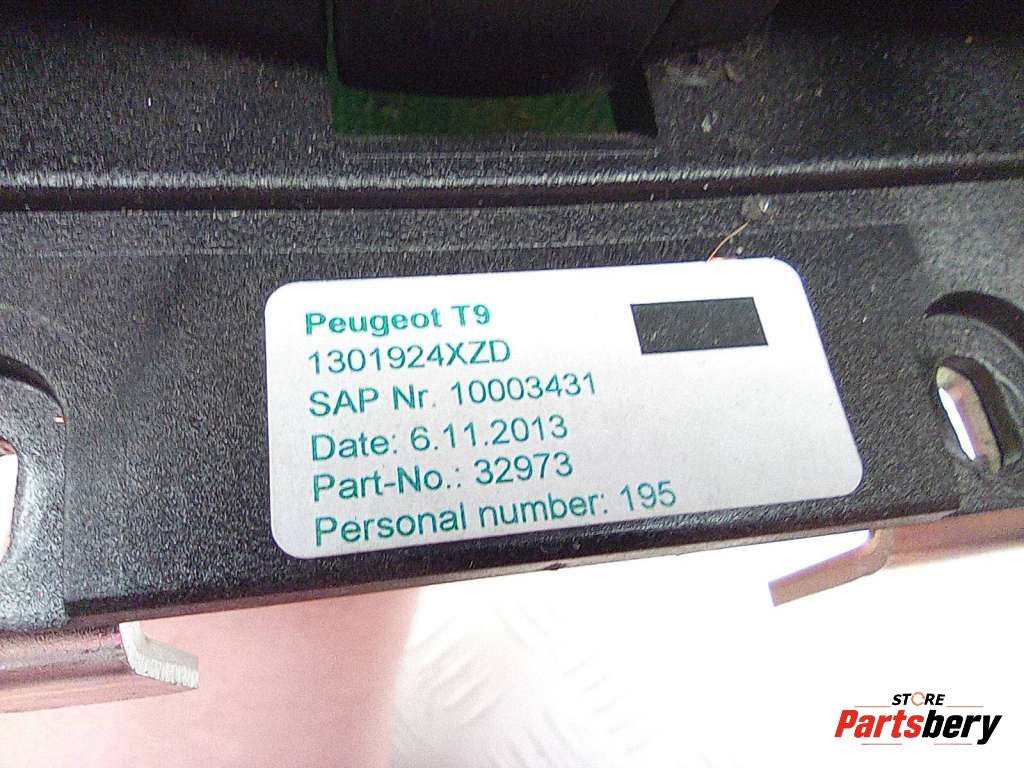 Peugeot T9
1301924XZD
SAP Nr. 10003431
Date: 6.11.2013
Part-No.: 32973
Personal number: 195
STORE
Partsbery